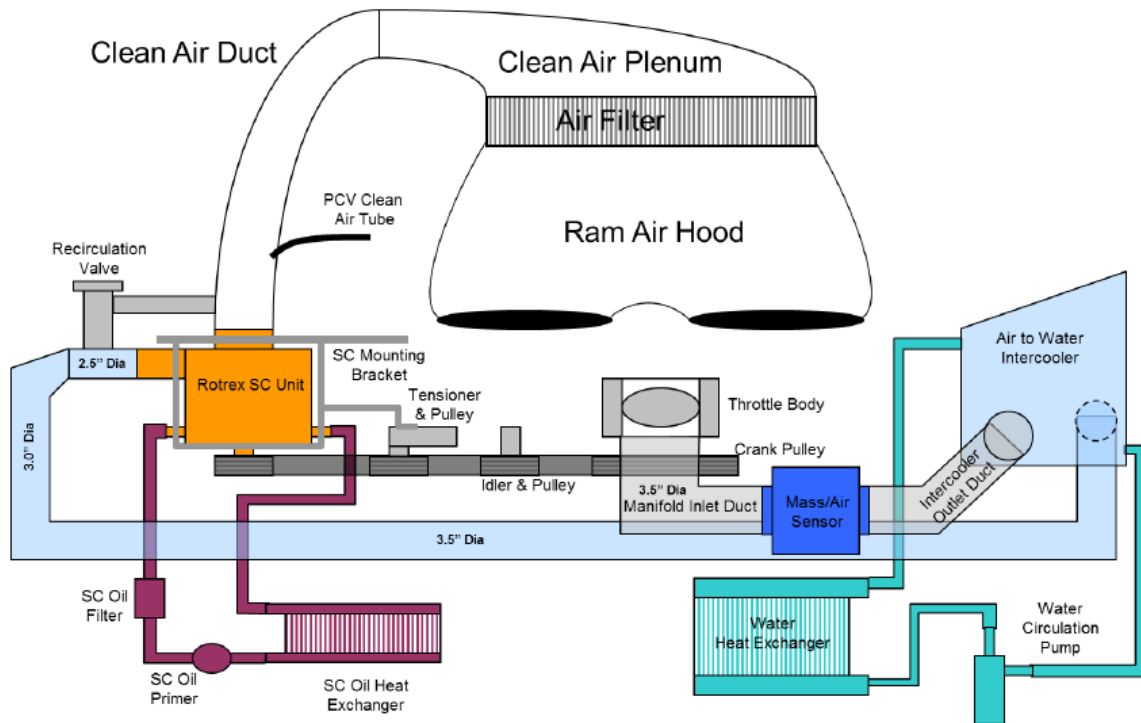 Clean Air Duct
Clean Air Plenum
Air Filter
PCV Clean
Air Tube
Ram Air Hood
Recirculation
Valve
2.5" Dia
SC Mounting
Bracket
Rotrex SC Unit
Tensioner
& Pulley
Air to Water
Intercooler
Throttle Body
3.0" Dia
Crank Pulley
Idler & Pulley
3.5" Dia
Manifold Inlet Duct
Mass/Air
Sensor
Intercooler
Outlet Duct
3.5" Dia
SC Oil
Filter
SC Oil
Primer
SC Oil Heat
Exchanger
Water
Heat Exchanger
Water
Circulation
Pump